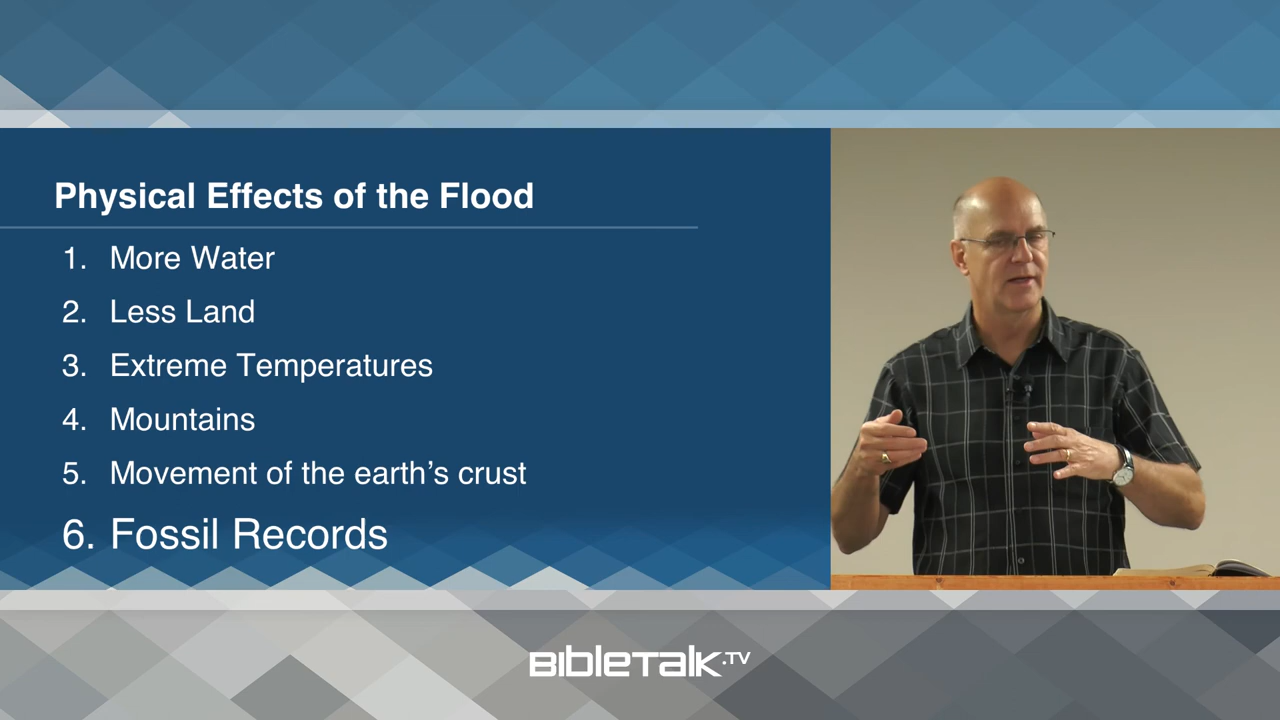 Physical Effects of the Flood
1. More Water
2. Less Land
3. Extreme Temperatures
4. Mountains
5. Movement of the earth’s crust
6. Fossil Records
BibleTalk.TV